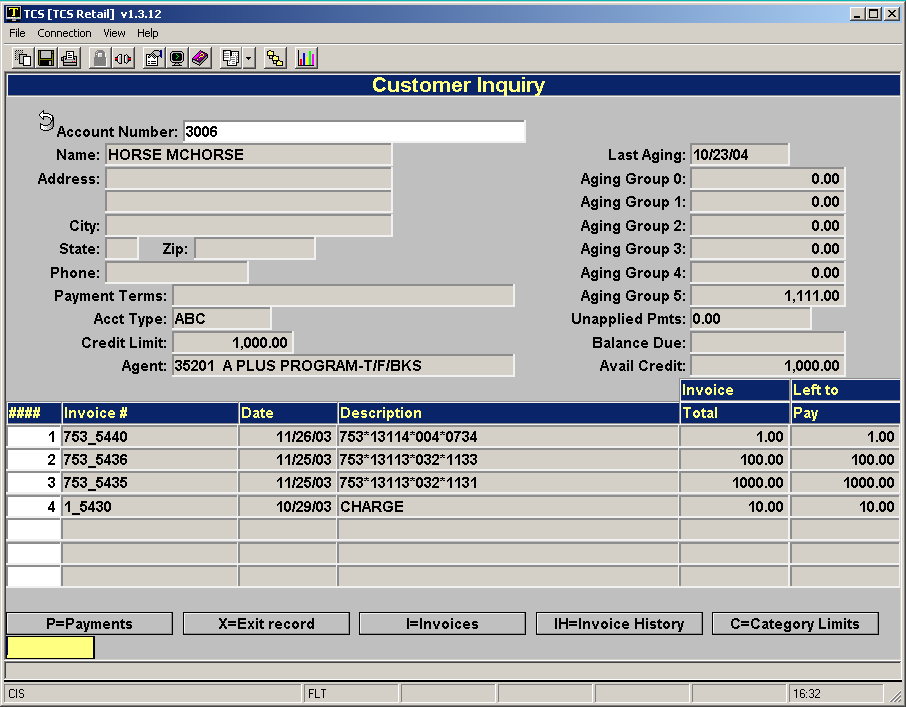 TCS [TCS Retail] v1.3.12
File Connection View Help
Customer Inquiry
Account Number: 3006
Name: HORSE MCHORSE Last Aging: 10/23/04
Address: Aging Group 0: 0.00
Aging Group 1: 0.00
City: Aging Group 2: 0.00
State: Zip: Aging Group 3: 0.00
Phone: Aging Group 4: 0.00
Payment Terms: Aging Group 5: 1,111.00
Acct Type: ABC Unapplied Pmts: 0.00
Credit Limit: 1,000.00 Balance Due:
Agent: 35201 A PLUS PROGRAM-T/F/BKS Avail Credit: 1,000.00
Invoice Left to
#### Invoice # Date Description Total Pay
1 753_5440 11/26/03 753*13114*004*0734 1.00 1.00
2 753_5436 11/25/03 753*13113*032*1133 100.00 100.00
3 753_5435 11/25/03 753*13113*032*1131 1000.00 1000.00
4 1_5430 10/29/03 CHARGE 10.00 10.00
P=Payments X=Exit record I=Invoices IH=Invoice History C=Category Limits
CIS FLT 16:32